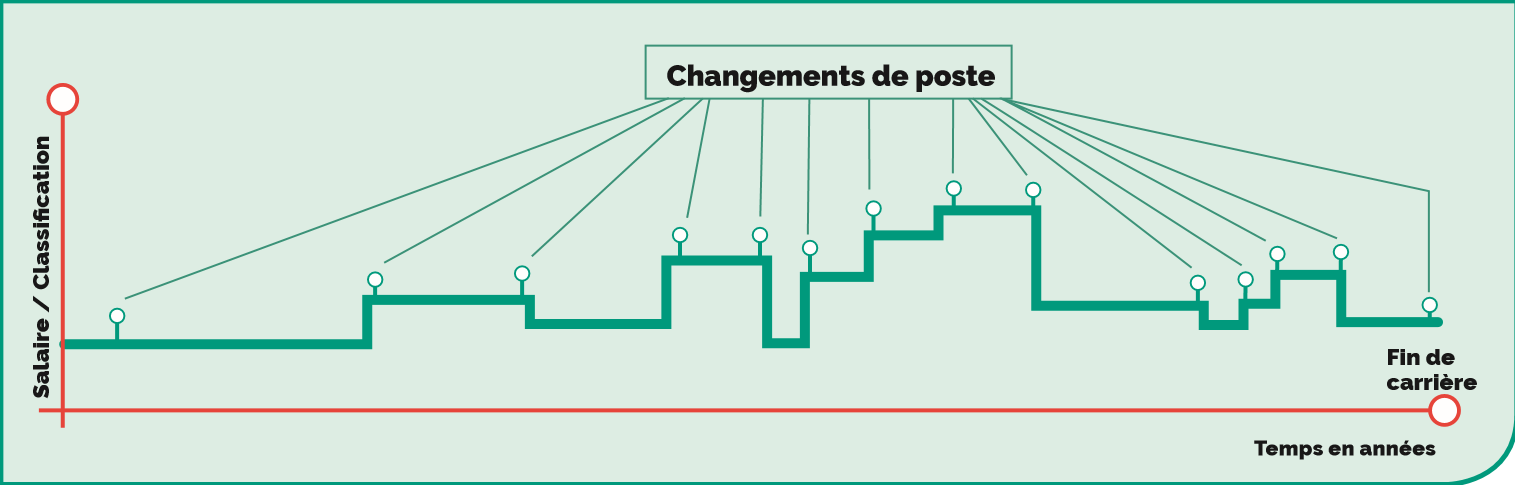 Changements de poste
Salaire / Classification
Fin de
carrière
Temps en années